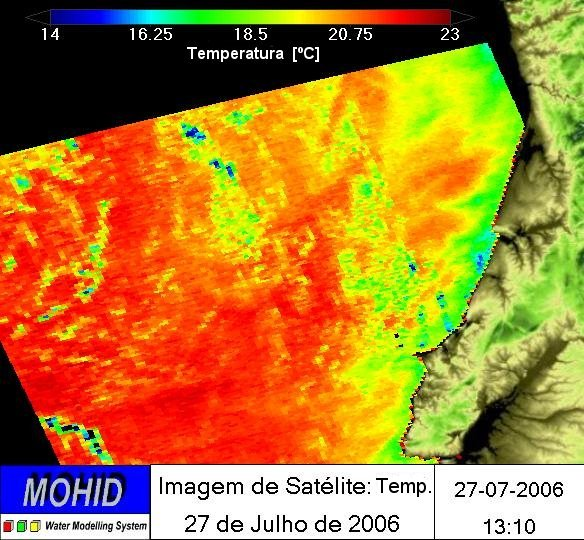 14 16.25 18.5 20.75 23
Temperatura [ºC]
MOHID
Water Modelling System
Imagem de Satélite: Temp.
27 de Julho de 2006
27-07-2006
13:10